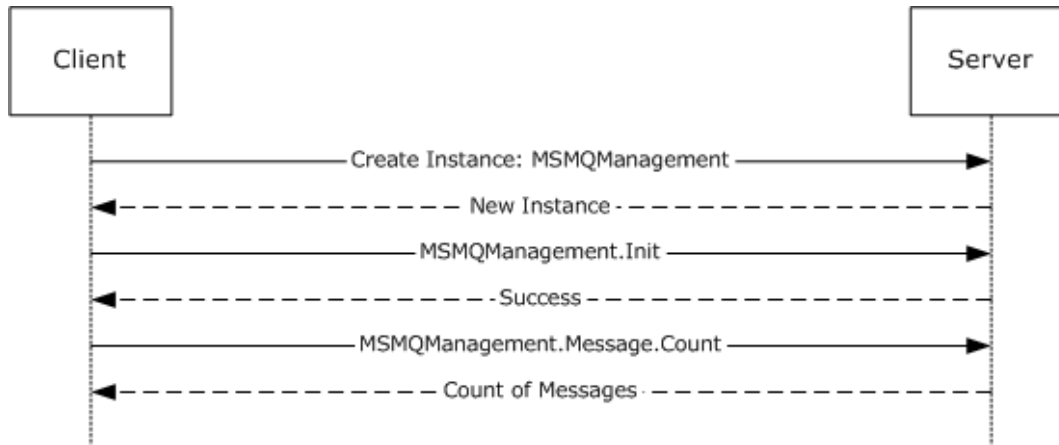 Client
Server
Create Instance: MSMQManagement
New Instance
MSMQManagement.Init
Success
MSMQManagement.Message.Count
Count of Messages